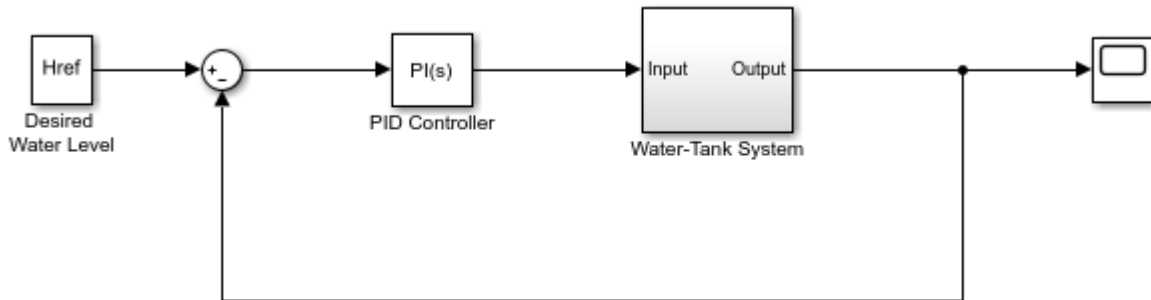 Href
Desired
Water Level
+
-
PI(s)
PID Controller
Input
Output
Water-Tank System